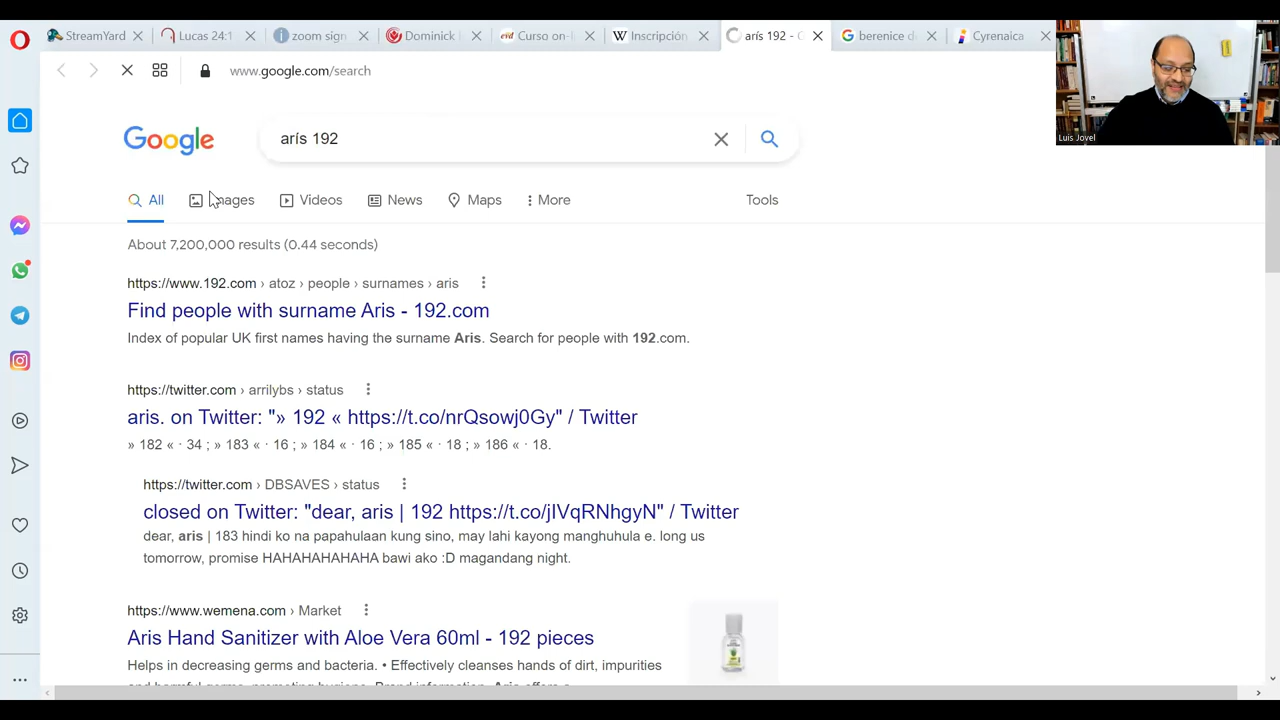 StreamYard
Lucas 24:1
zoom sign
Dominick
Curso on-l
Inscripción
arís 192 - G
berenice d
Cyrenaica
www.google.com/search
Luis Jovel
Google
arís 192
All
Images
Videos
News
Maps
More
Tools
About 7,200,000 results (0.44 seconds)
https://www.192.com › atoz › people › surnames › aris
Find people with surname Aris - 192.com
Index of popular UK first names having the surname Aris. Search for people with 192.com.
https://twitter.com › arrilybs › status
aris. on Twitter: "» 192 « https://t.co/nrQsowj0Gy" / Twitter
» 182 « · 34 ; » 183 « · 16 ; » 184 « · 16 ; » 185 « · 18 ; » 186 « · 18.
https://twitter.com › DBSAVES › status
closed on Twitter: "dear, aris | 192 https://t.co/jIVqRNhgyN" / Twitter
dear, aris | 183 hindi ko na papahulaan kung sino, may lahi kayong manghuhula e. long us
tomorrow, promise HAHAHAHAHAHA bawi ako :D magandang night.
https://www.wemena.com › Market
Aris Hand Sanitizer with Aloe Vera 60ml - 192 pieces
Helps in decreasing germs and bacteria. • Effectively cleanses hands of dirt, impurities